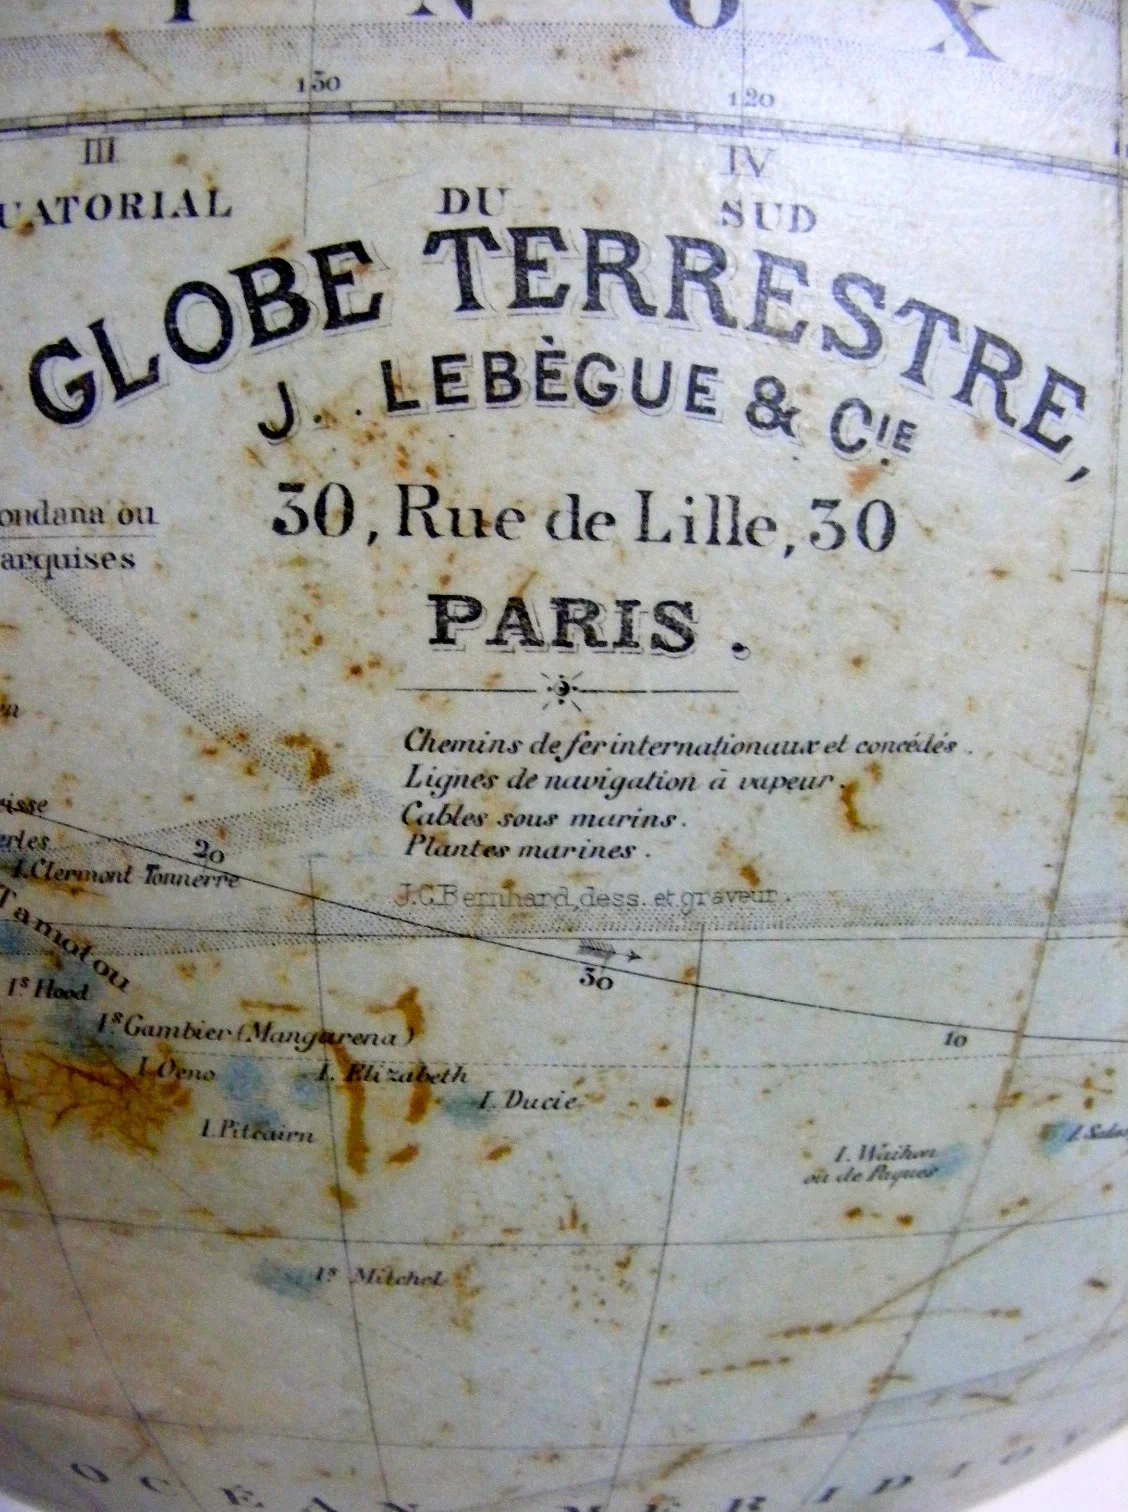 I N O X
130 120
III IV
UATORIAL DU SUD
GLOBE TERRESTRE,
J. LEBÈGUE & CIE
30, Rue de Lille, 30
PARIS.
ondana ou
arquises
Chemins de fer internationaux et concédés.
Lignes de navigation à vapeur.
Cables sous marins.
Plantes marines.
J.C. Bernhard, dess. et graveur.
erles
20
I. Clermont Tonnerre
Tamotou
30
Is Hood
Is Gambier (Mangarena)
10
I. Oeno
I. Elizabeth
I. Ducie
I. Pitcairn
I. Waihou
ou de Paques
Is Mitchel
OCÉAN MÉRIDIO